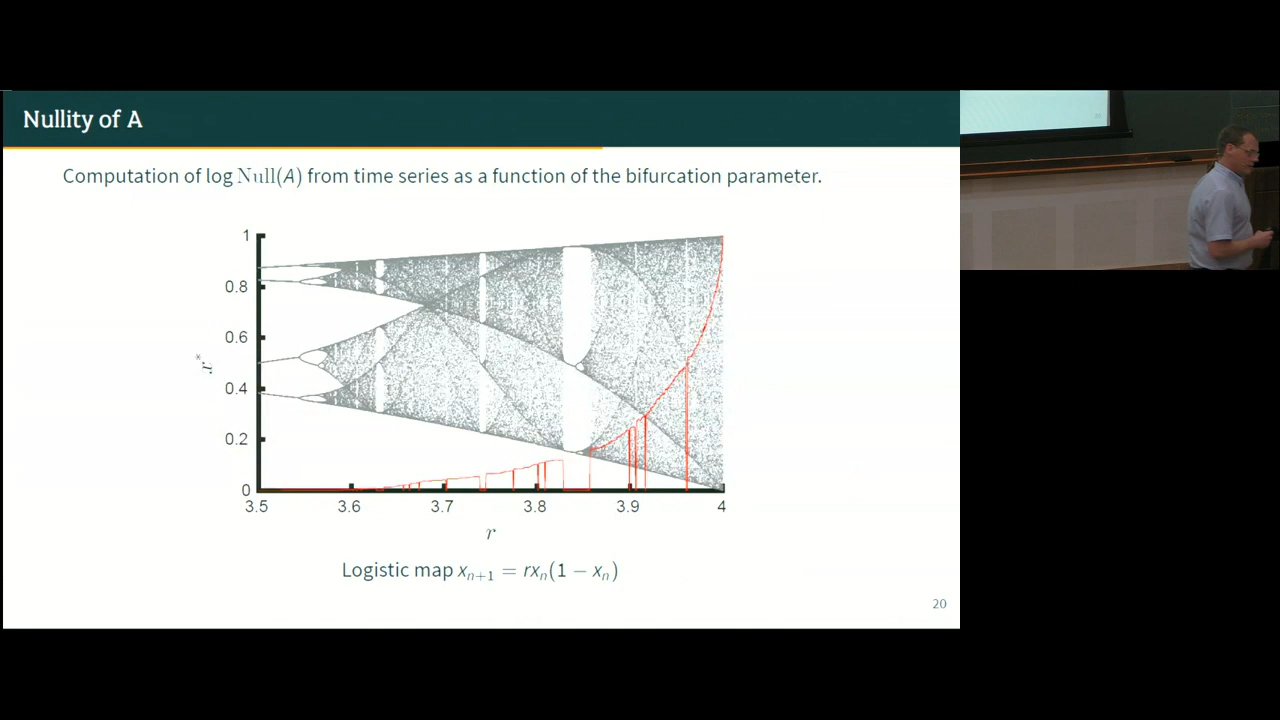 Nullity of A
Computation of log Null(A) from time series as a function of the bifurcation parameter.
1
0.8
0.6
0.4
0.2
0
x*
3.5 3.6 3.7 3.8 3.9 4
r
Logistic map xₙ₊₁ = rxₙ(1 − xₙ)
20